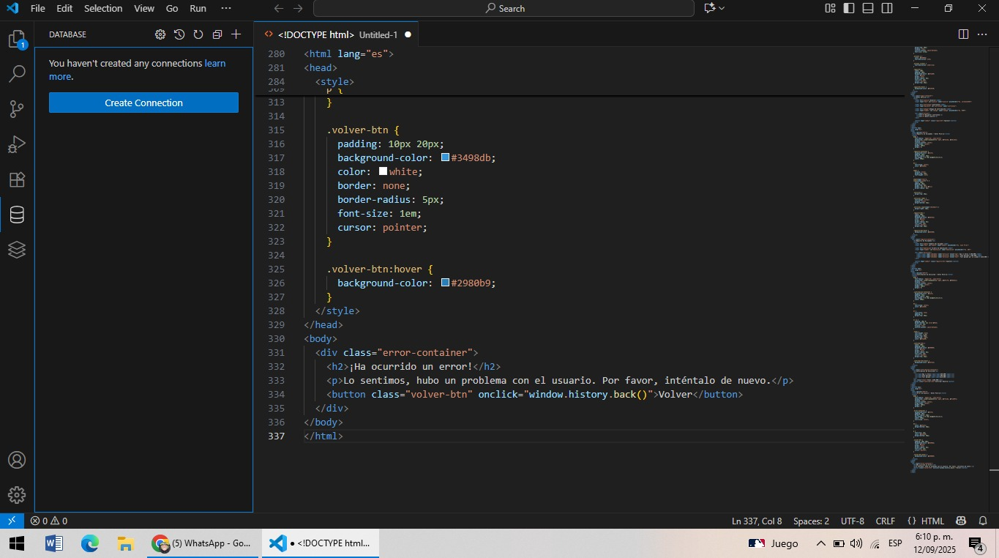 File Edit Selection View Go Run ···
Search
DATABASE
<!DOCTYPE html> Untitled-1
1
You haven't created any connections learn
more.
Create Connection
280 <html lang="es">
281 <head>
284 <style>
309 p {
313 }
314
315 .volver-btn {
316 padding: 10px 20px;
317 background-color: #3498db;
318 color: white;
319 border: none;
320 border-radius: 5px;
321 font-size: 1em;
322 cursor: pointer;
323 }
324
325 .volver-btn:hover {
326 background-color: #2980b9;
327 }
328 </style>
329 </head>
330 <body>
331 <div class="error-container">
332 <h2>¡Ha ocurrido un error!</h2>
333 <p>Lo sentimos, hubo un problema con el usuario. Por favor, inténtalo de nuevo.</p>
334 <button class="volver-btn" onclick="window.history.back()">Volver</button>
335 </div>
336 </body>
337 </html>
0 0
Ln 337, Col 8 Spaces: 2 UTF-8 CRLF {} HTML
(5) WhatsApp - Go...
● <!DOCTYPE html...
Juego
ESP
6:10 p. m.
12/09/2025
4